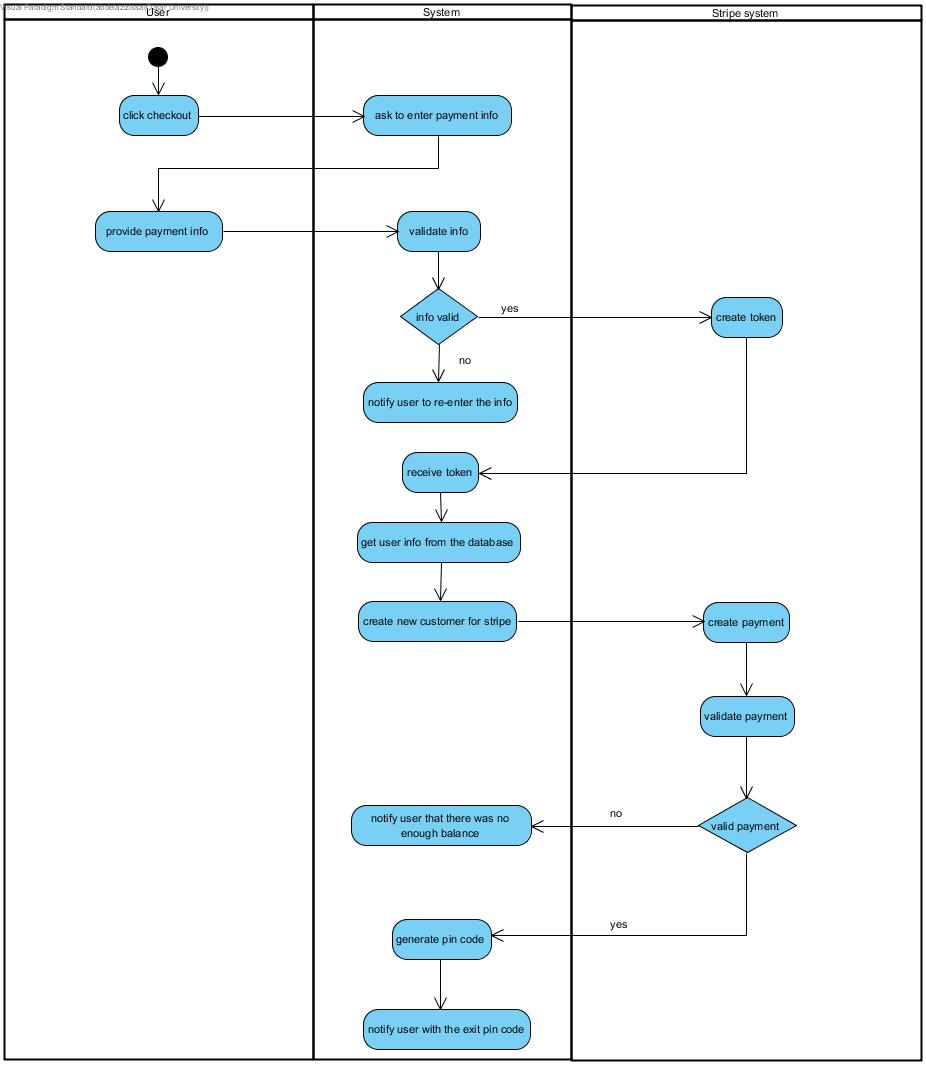 Visual Paradigm Standard
User
System
Stripe system
click checkout
ask to enter payment info
provide payment info
validate info
info valid
yes
create token
no
notify user to re-enter the info
receive token
get user info from the database
create new customer for stripe
create payment
validate payment
no
valid payment
notify user that there was no
enough balance
yes
generate pin code
notify user with the exit pin code